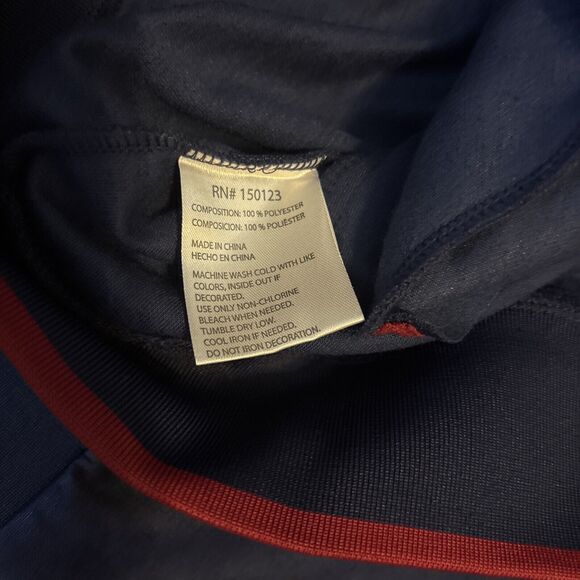 RN# 150123
COMPOSITION: 100 % POLYESTER
COMPOSICION: 100 % POLIÉSTER
MADE IN CHINA
HECHO EN CHINA
MACHINE WASH COLD WITH LIKE
COLORS, INSIDE OUT IF
DECORATED.
USE ONLY NON-CHLORINE
BLEACH WHEN NEEDED.
TUMBLE DRY LOW.
COOL IRON IF NEEDED.
DO NOT IRON DECORATION.